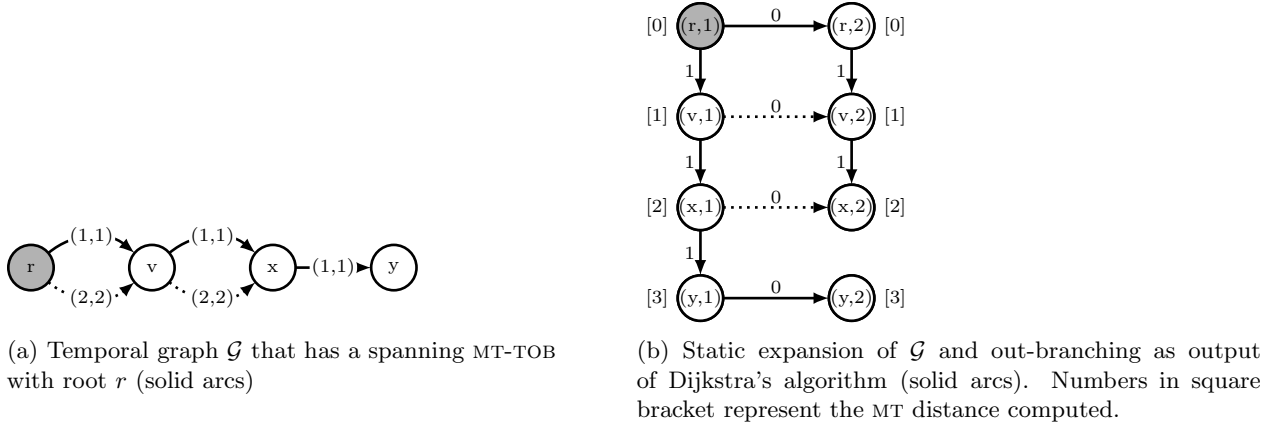 [0] (r,1) 0 (r,2) [0]
1 1
[1] (v,1) 0 (v,2) [1]
1 1
[2] (x,1) 0 (x,2) [2]
1
[3] (y,1) 0 (y,2) [3]
(1,1) (1,1)
r v x (1,1) y
(2,2) (2,2)
(a) Temporal graph 𝒢 that has a spanning MT-TOB
with root r (solid arcs)
(b) Static expansion of 𝒢 and out-branching as output
of Dijkstra's algorithm (solid arcs). Numbers in square
bracket represent the MT distance computed.